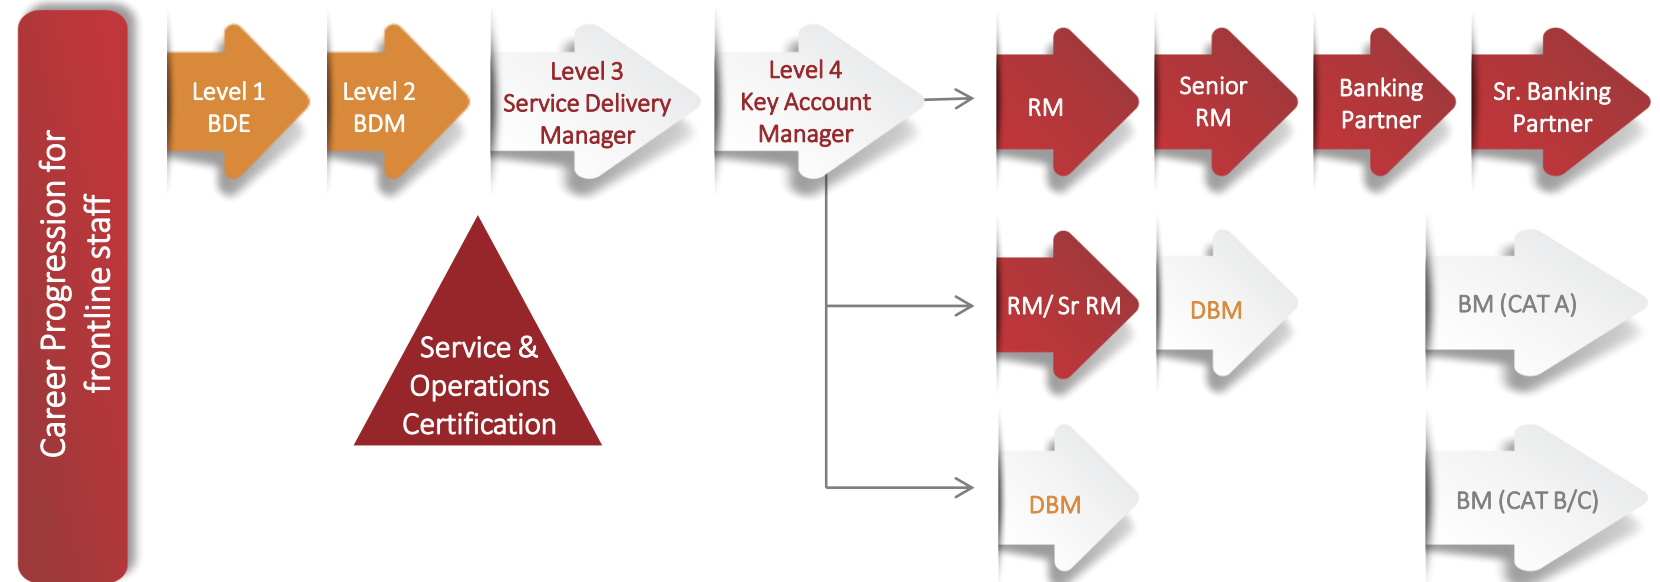 Career Progression for
frontline staff
Level 1
BDE
Level 2
BDM
Level 3
Service Delivery
Manager
Level 4
Key Account
Manager
RM
Senior
RM
Banking
Partner
Sr. Banking
Partner
Service &
Operations
Certification
RM/ Sr RM
DBM
BM (CAT A)
DBM
BM (CAT B/C)